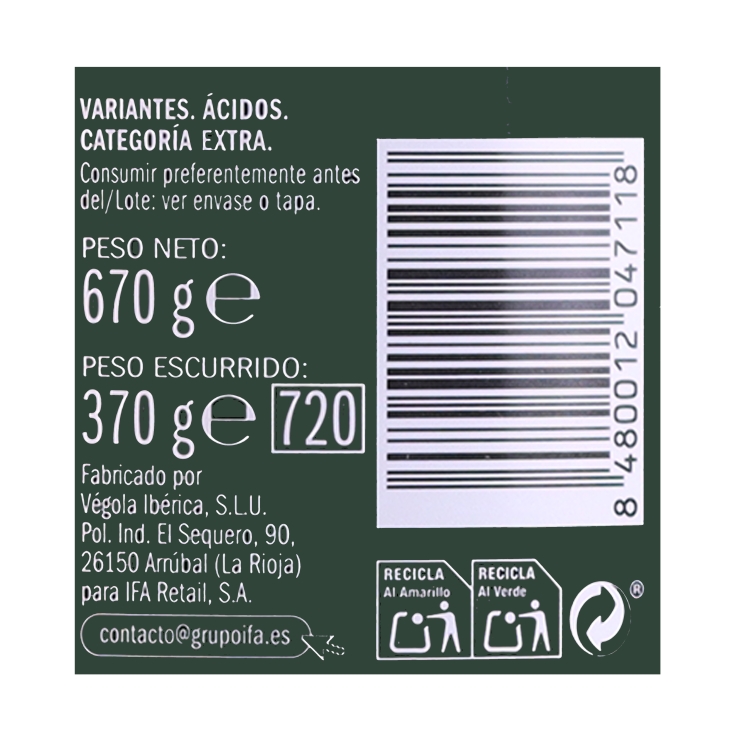 VARIANTES. ÁCIDOS.
CATEGORÍA EXTRA.
Consumir preferentemente antes
del/Lote: ver envase o tapa.
PESO NETO:
670 g ℮
PESO ESCURRIDO:
370 g ℮ 720
Fabricado por
Végola Ibérica, S.L.U.
Pol. Ind. El Sequero, 90,
26150 Arrúbal (La Rioja)
para IFA Retail, S.A.
contacto@grupoifa.es
8 480012 047118
RECICLA
Al Amarillo
RECICLA
Al Verde
®